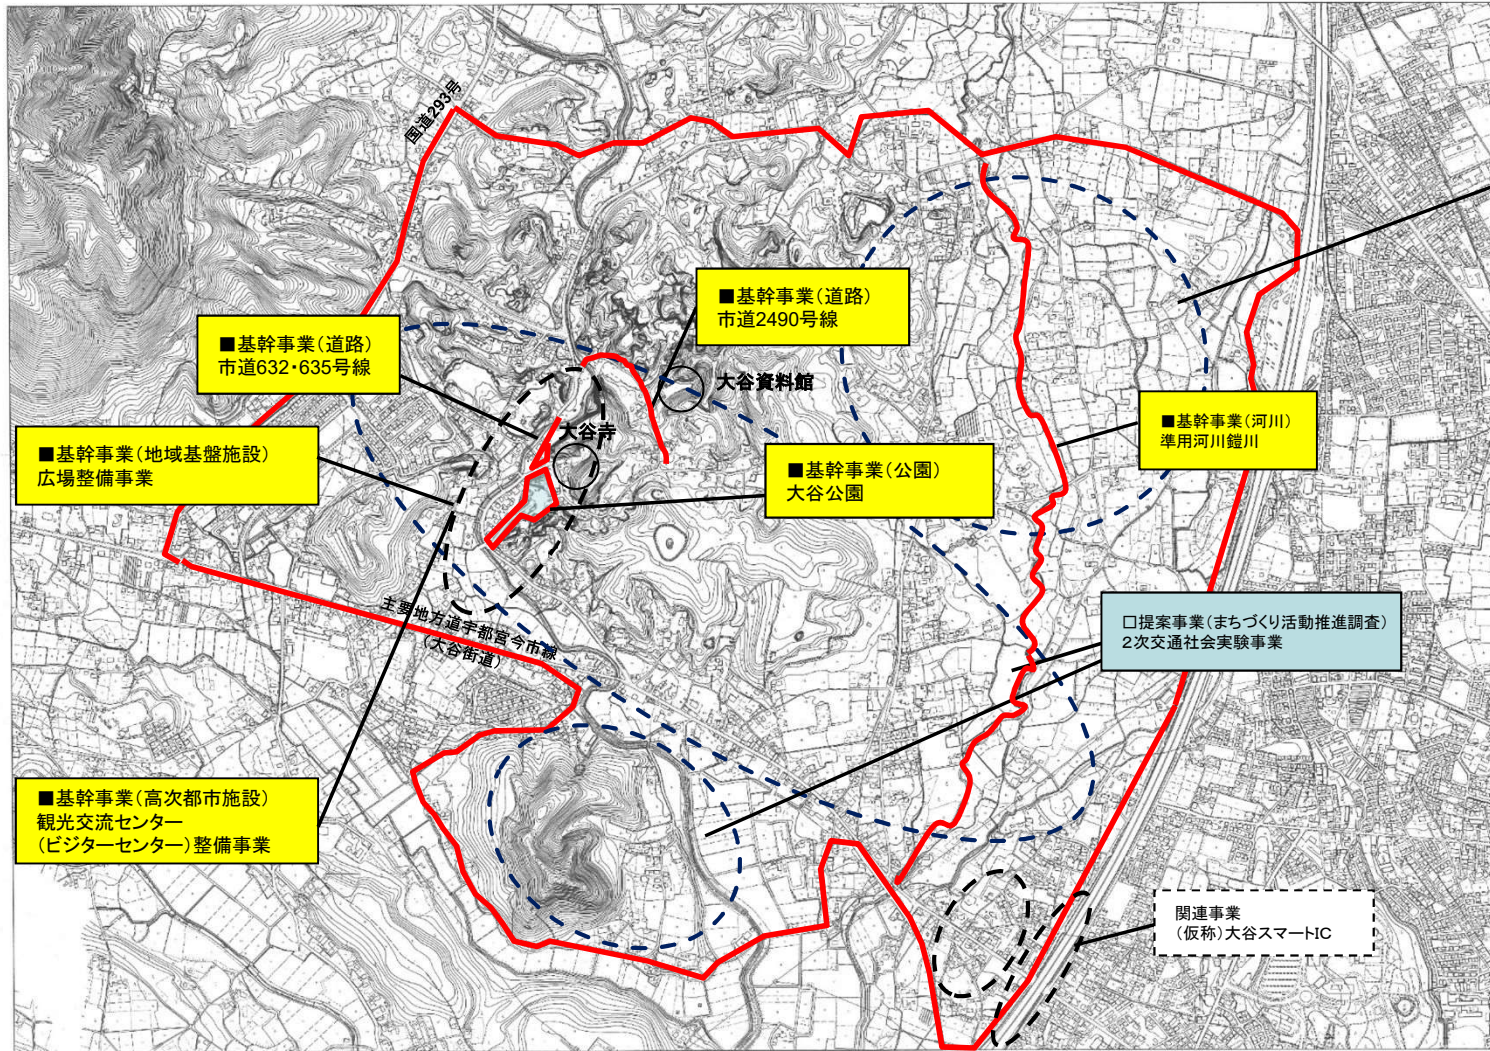 国道293号
■基幹事業(道路)
市道2490号線
■基幹事業(道路)
市道632・635号線
大谷資料館
■基幹事業(河川)
準用河川鎧川
大谷寺
■基幹事業(地域基盤施設)
広場整備事業
■基幹事業(公園)
大谷公園
主要地方道宇都宮今市線
(大谷街道)
□提案事業(まちづくり活動推進調査)
2次交通社会実験事業
■基幹事業(高次都市施設)
観光交流センター
(ビジターセンター)整備事業
関連事業
(仮称)大谷スマートIC